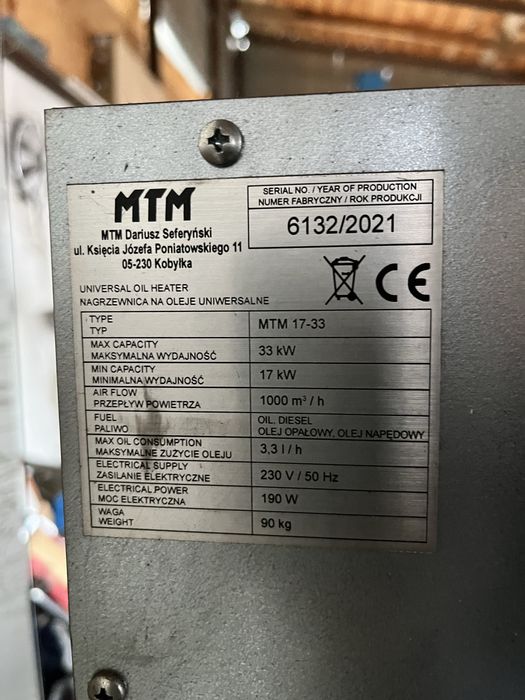 MTM
MTM Dariusz Seferyński
ul. Księcia Józefa Poniatowskiego 11
05-230 Kobyłka
SERIAL NO. / YEAR OF PRODUCTION
NUMER FABRYCZNY / ROK PRODUKCJI
6132/2021
CE
UNIVERSAL OIL HEATER
NAGRZEWNICA NA OLEJE UNIWERSALNE
TYPE
TYP
MTM 17-33
MAX CAPACITY
MAKSYMALNA WYDAJNOŚĆ
33 kW
MIN CAPACITY
MINIMALNA WYDAJNOŚĆ
17 kW
AIR FLOW
PRZEPŁYW POWIETRZA
1000 m³ / h
FUEL
PALIWO
OIL, DIESEL
OLEJ OPAŁOWY, OLEJ NAPĘDOWY
MAX OIL CONSUMPTION
MAKSYMALNE ZUŻYCIE OLEJU
3,3 l / h
ELECTRICAL SUPPLY
ZASILANIE ELEKTRYCZNE
230 V / 50 Hz
ELECTRICAL POWER
MOC ELEKTRYCZNA
190 W
WAGA
WEIGHT
90 kg